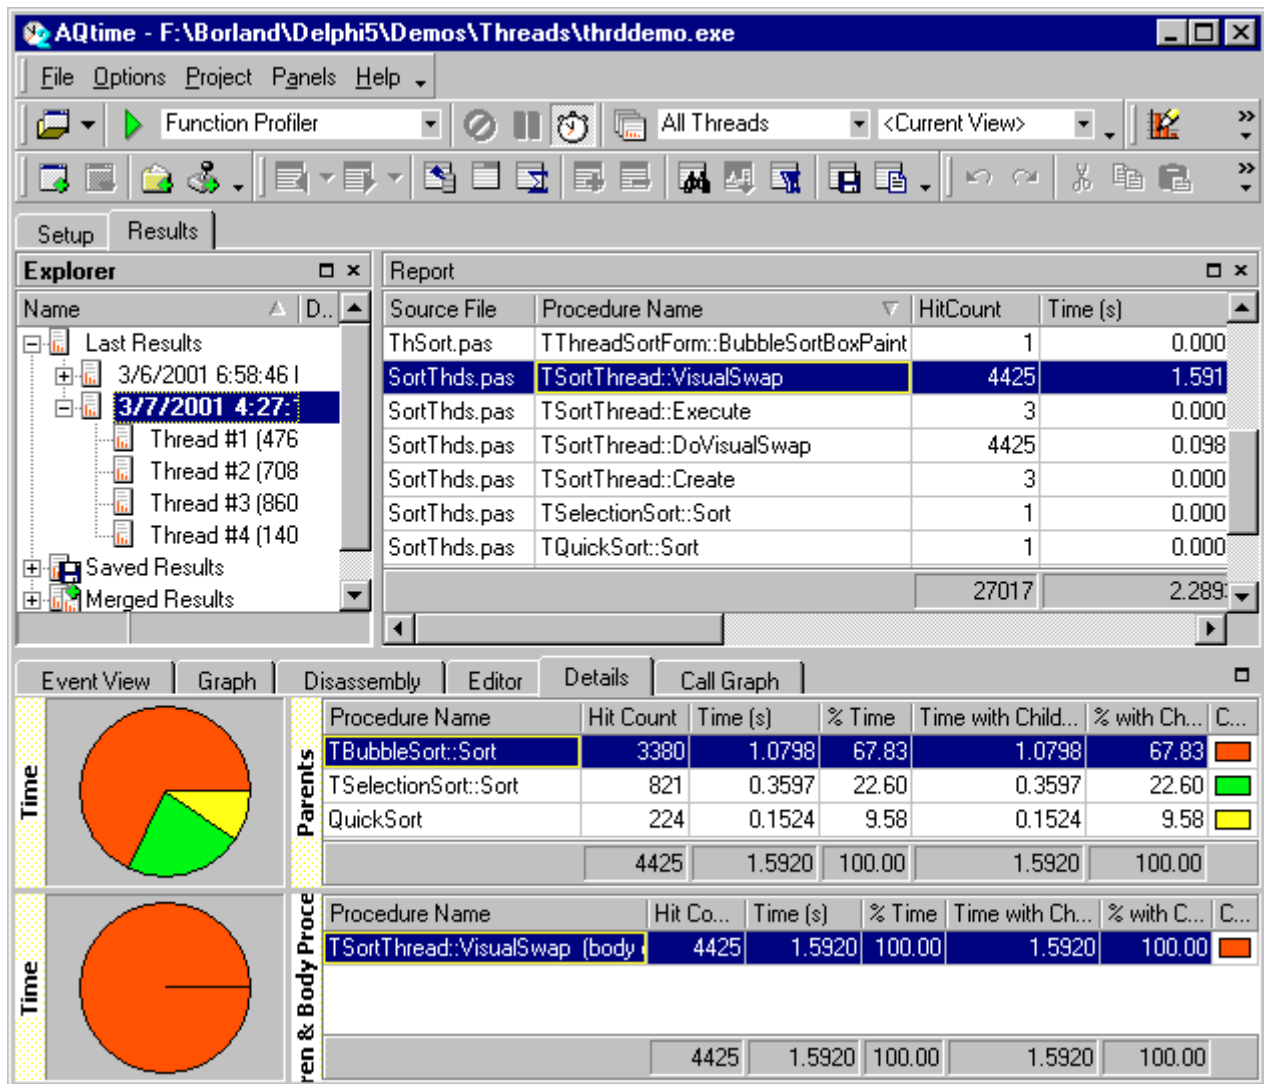 AQtime - F:\Borland\Delphi5\Demos\Threads\thrddemo.exe
File Options Project Panels Help
Function Profiler All Threads <Current View>
Setup Results
Explorer
Name D..
Last Results
3/6/2001 6:58:46
3/7/2001 4:27:
Thread #1 (476
Thread #2 (708
Thread #3 (860
Thread #4 (140
Saved Results
Merged Results
Report
Source File Procedure Name HitCount Time (s)
ThSort.pas TThreadSortForm::BubbleSortBoxPaint 1 0.000
SortThds.pas TSortThread::VisualSwap 4425 1.591
SortThds.pas TSortThread::Execute 3 0.000
SortThds.pas TSortThread::DoVisualSwap 4425 0.098
SortThds.pas TSortThread::Create 3 0.000
SortThds.pas TSelectionSort::Sort 1 0.000
SortThds.pas TQuickSort::Sort 1 0.000
27017 2.289
Event View Graph Disassembly Editor Details Call Graph
Time
Parents
Procedure Name Hit Count Time (s) % Time Time with Child... % with Ch... C...
TBubbleSort::Sort 3380 1.0798 67.83 1.0798 67.83
TSelectionSort::Sort 821 0.3597 22.60 0.3597 22.60
QuickSort 224 0.1524 9.58 0.1524 9.58
4425 1.5920 100.00 1.5920 100.00
Time
ren & Body Proce
Procedure Name Hit Co... Time (s) % Time Time with Ch... % with C... C...
TSortThread::VisualSwap (body 4425 1.5920 100.00 1.5920 100.00
4425 1.5920 100.00 1.5920 100.00